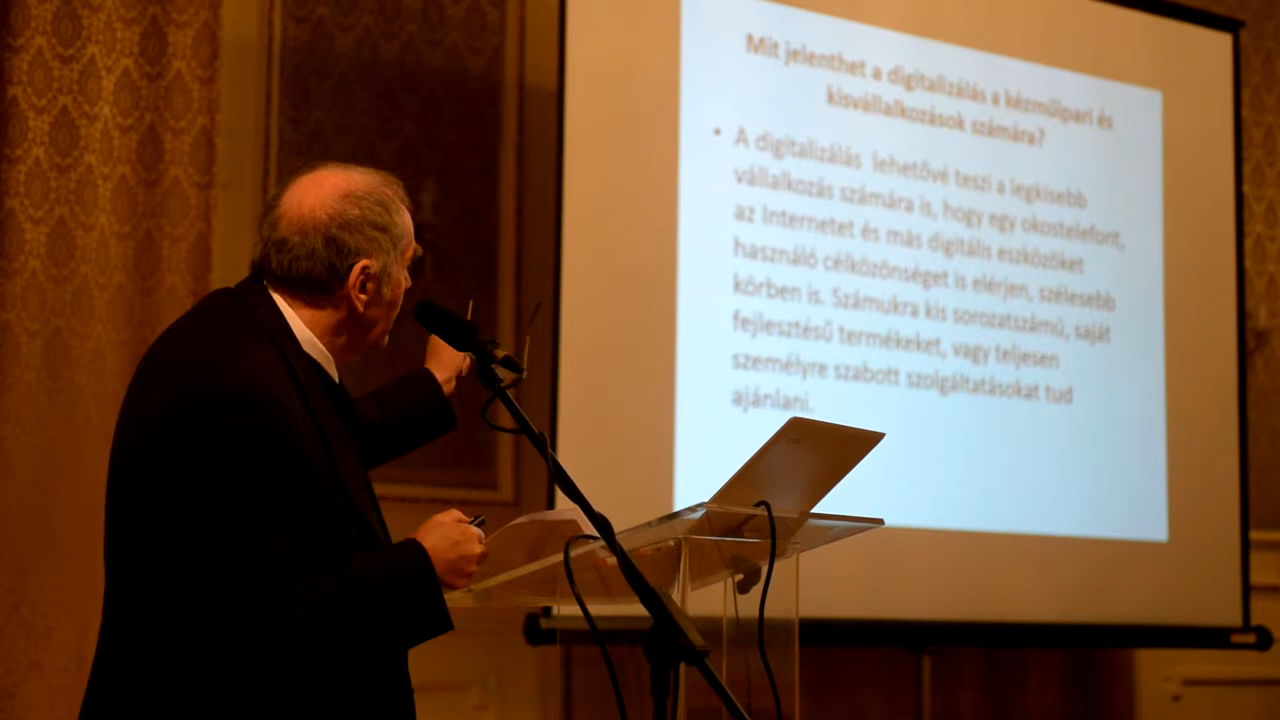 Mit jelenthet a digitalizálás a kézműipari és
kisvállalkozások számára?
• A digitalizálás lehetővé teszi a legkisebb
vállalkozás számára is, hogy egy okostelefont,
az Internetet és más digitális eszközöket
használó célközönséget is elérjen, szélesebb
körben is. Számukra kis sorozatszámú, saját
fejlesztésű termékeket, vagy teljesen
személyre szabott szolgáltatásokat tud
ajánlani.